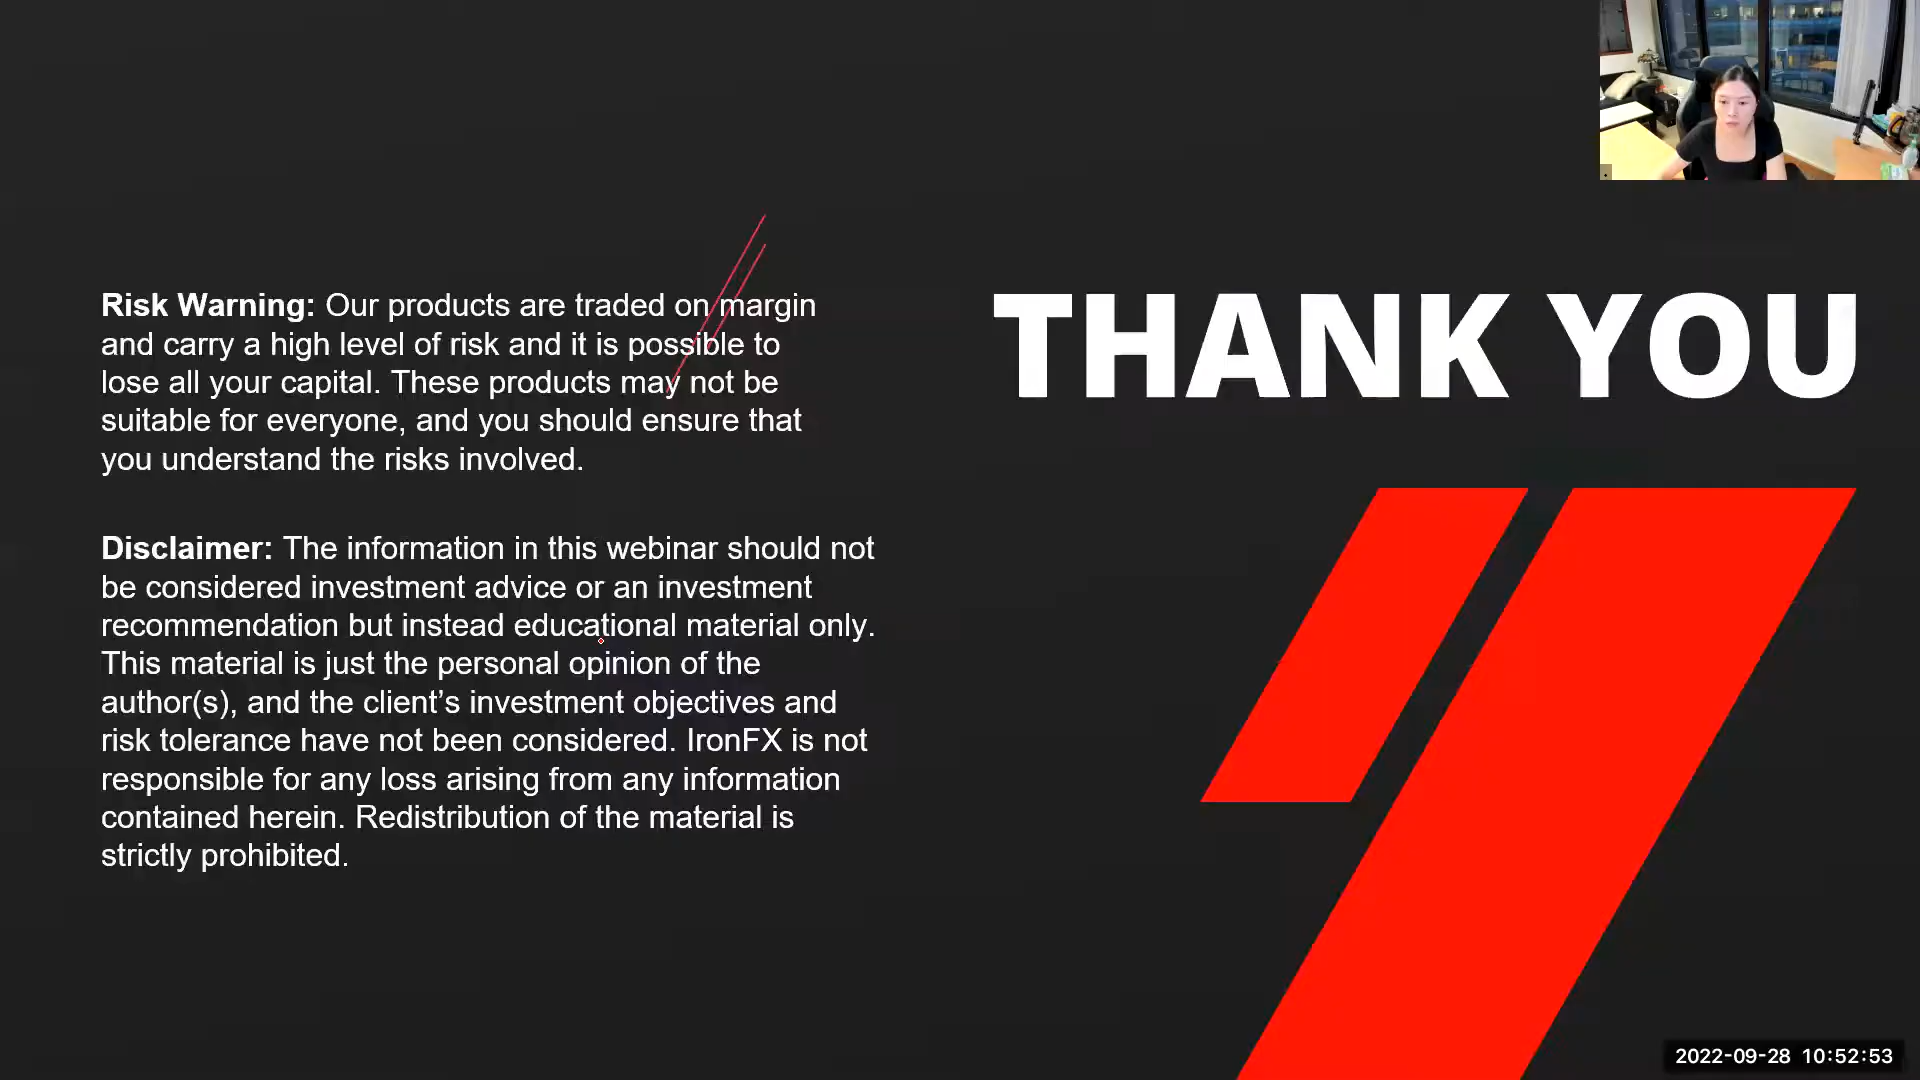 Risk Warning: Our products are traded on margin
and carry a high level of risk and it is possible to
lose all your capital. These products may not be
suitable for everyone, and you should ensure that
you understand the risks involved.
Disclaimer: The information in this webinar should not
be considered investment advice or an investment
recommendation but instead educational material only.
This material is just the personal opinion of the
author(s), and the client’s investment objectives and
risk tolerance have not been considered. IronFX is not
responsible for any loss arising from any information
contained herein. Redistribution of the material is
strictly prohibited.
THANK YOU
2022-09-28 10:52:53